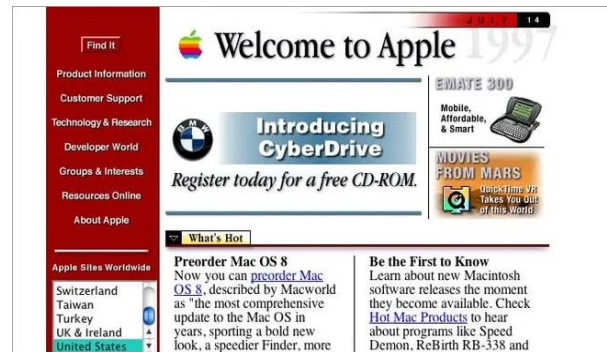 JULY 14
1997
Find It
Welcome to Apple
Product Information
Customer Support
Technology & Research
Developer World
Groups & Interests
Resources Online
About Apple
EMATE 300
Mobile,
Affordable,
& Smart
BMW
Introducing
CyberDrive
Register today for a free CD-ROM.
MOVIES
FROM MARS
QuickTime VR
Takes You Out
of this World
What's Hot
Apple Sites Worldwide
Switzerland
Taiwan
Turkey
UK & Ireland
United States
Preorder Mac OS 8
Now you can preorder Mac
OS 8, described by Macworld
as "the most comprehensive
update to the Mac OS in
years, sporting a bold new
look, a speedier Finder, more
Be the First to Know
Learn about new Macintosh
software releases the moment
they become available. Check
Hot Mac Products to hear
about programs like Speed
Demon, ReBirth RB-338 and